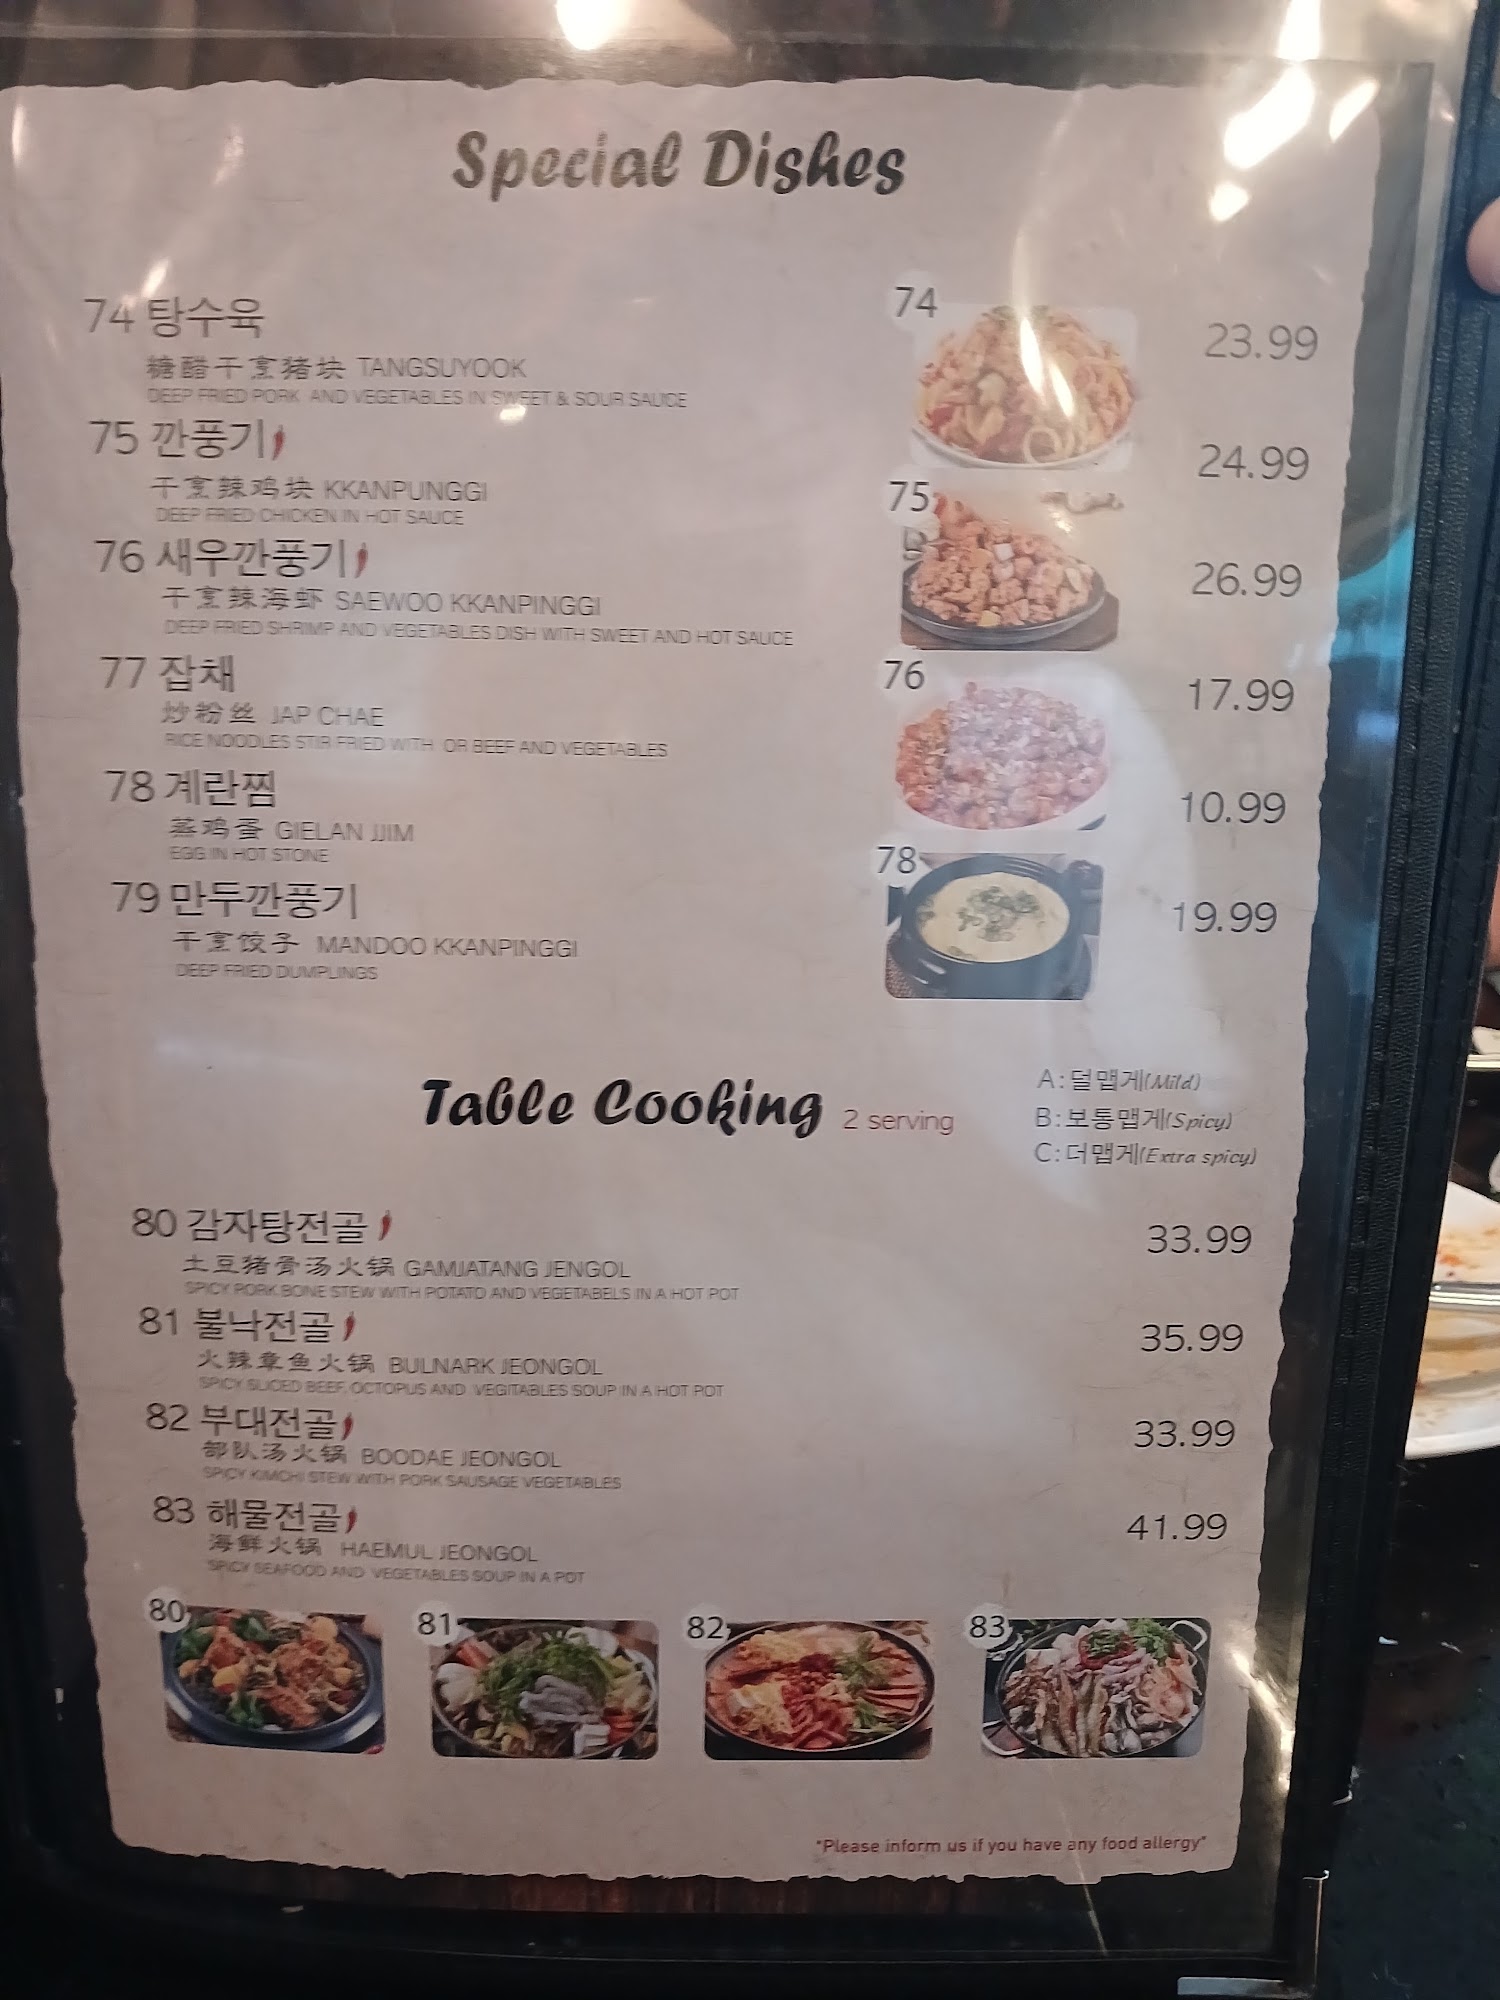 Special Dishes
74 탕수육
74
23.99
糖醋干烹猪块 TANGSUYOOK
DEEP FRIED PORK AND VEGETABLES IN SWEET & SOUR SAUCE
75 깐풍기
24.99
干烹辣鸡块 KKANPUNGGI
75
DEEP FRIED CHICKEN IN HOT SAUCE
76 새우깐풍기
26.99
干烹辣海虾 SAEWOO KKANPINGGI
DEEP FRIED SHRIMP AND VEGETABLES DISH WITH SWEET AND HOT SAUCE
77 잡채
76
17.99
炒粉丝 JAP CHAE
RICE NOODLES STIR FRIED WITH OR BEEF AND VEGETABLES
78 계란찜
10.99
蒸鸡蛋 GIELAN JJIM
EGG IN HOT STONE
78
79 만두깐풍기
19.99
干烹饺子 MANDOO KKANPINGGI
DEEP FRIED DUMPLINGS
Table Cooking 2 serving
A:덜맵게(Mild)
B:보통맵게(Spicy)
C:더맵게(Extra spicy)
80 감자탕전골
33.99
土豆猪骨汤火锅 GAMJATANG JENGOL
SPICY PORK BONE STEW WITH POTATO AND VEGETABELS IN A HOT POT
81 불낙전골
35.99
火辣章鱼火锅 BULNARK JEONGOL
SPICY SLICED BEEF, OCTOPUS AND VEGITABLES SOUP IN A HOT POT
82 부대전골
33.99
部队汤火锅 BOODAE JEONGOL
SPICY KIMCHI STEW WITH PORK SAUSAGE VEGETABLES
83 해물전골
41.99
海鲜火锅 HAEMUL JEONGOL
SPICY SEAFOOD AND VEGETABLES SOUP IN A POT
80 81 82 83
*Please inform us if you have any food allergy*